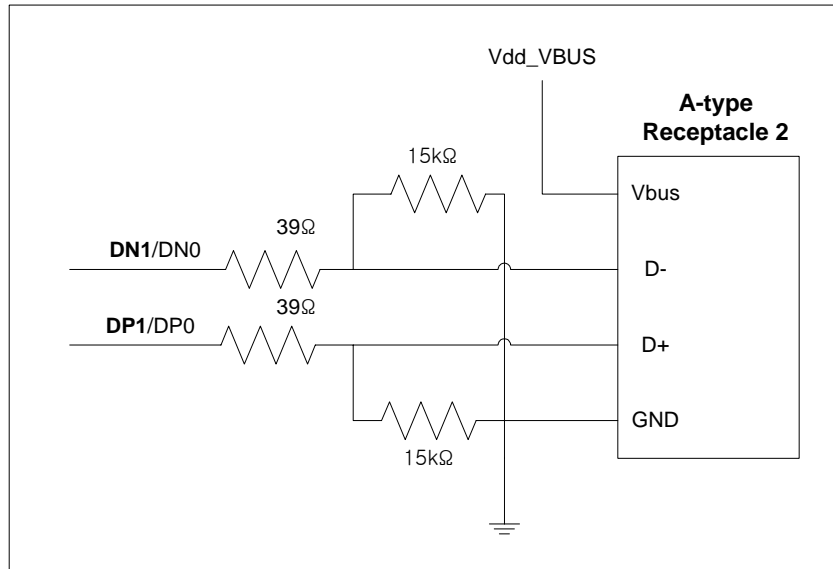 Vdd_VBUS
A-type
Receptacle 2
15kΩ
Vbus
39Ω
DN1/DN0
D-
39Ω
DP1/DP0
D+
GND
15kΩ